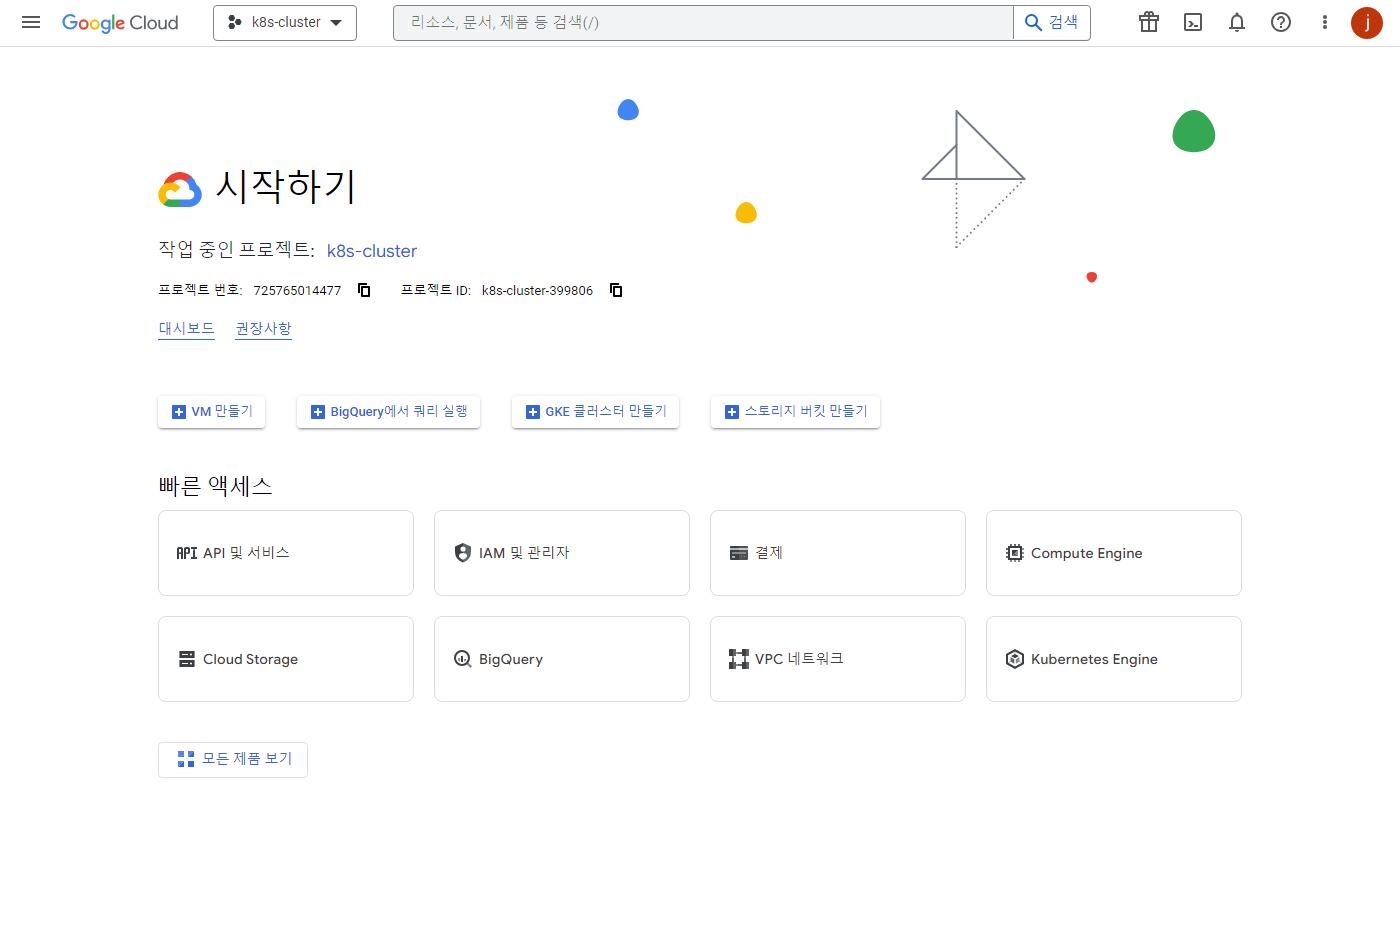 Google Cloud
k8s-cluster
리소스, 문서, 제품 등 검색(/)
검색
j
시작하기
작업 중인 프로젝트: k8s-cluster
프로젝트 번호: 725765014477 프로젝트 ID: k8s-cluster-399806
대시보드 권장사항
VM 만들기
BigQuery에서 쿼리 실행
GKE 클러스터 만들기
스토리지 버킷 만들기
빠른 액세스
API API 및 서비스
IAM 및 관리자
결제
Compute Engine
Cloud Storage
BigQuery
VPC 네트워크
Kubernetes Engine
모든 제품 보기